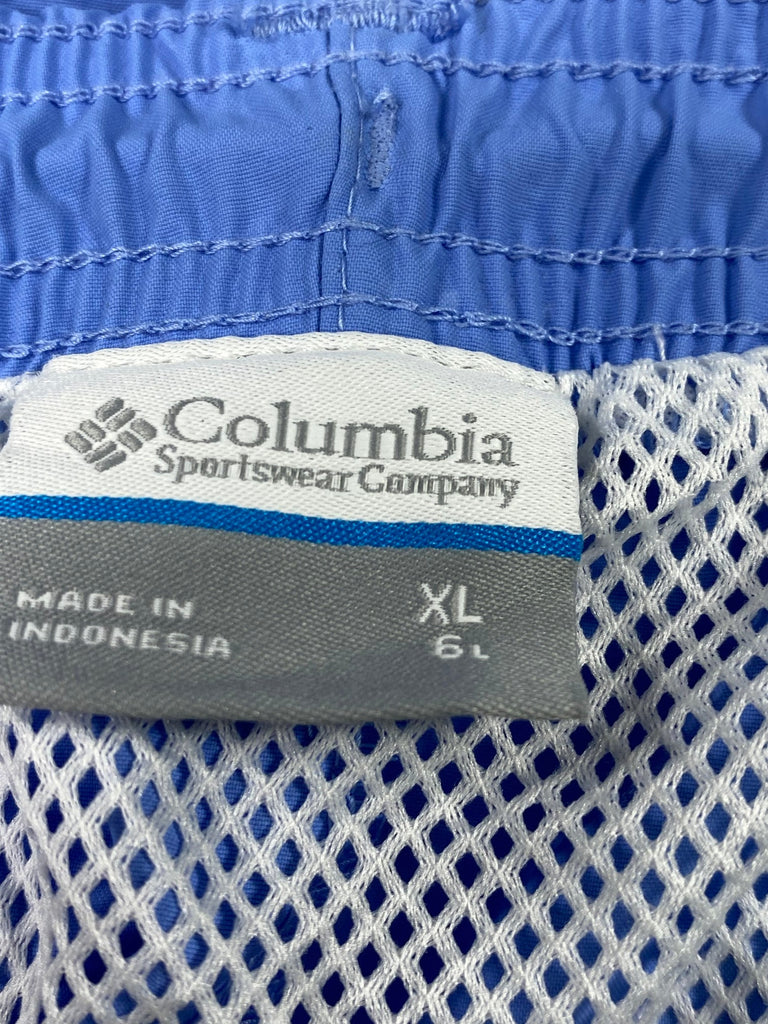 Columbia
Sportswear Company
MADE IN
INDONESIA
XL
6L